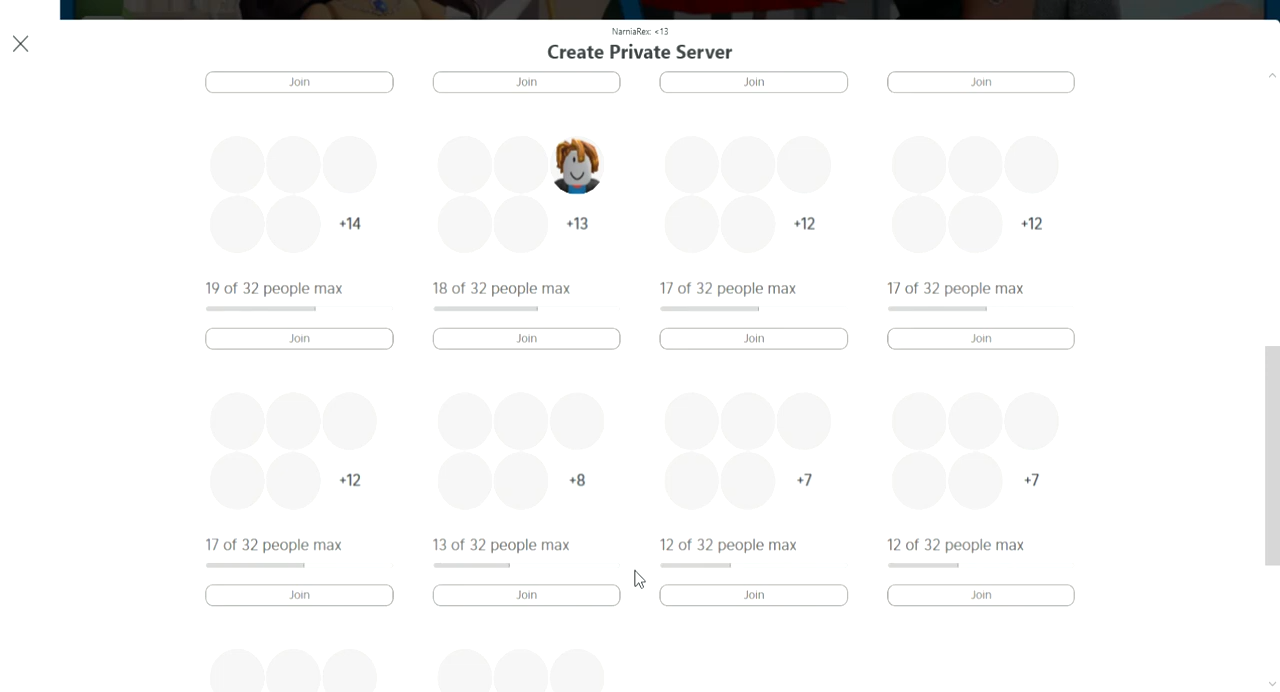 NarniaRex: <13
Create Private Server
Join Join Join Join
+14 +13 +12 +12
19 of 32 people max 18 of 32 people max 17 of 32 people max 17 of 32 people max
Join Join Join Join
+12 +8 +7 +7
17 of 32 people max 13 of 32 people max 12 of 32 people max 12 of 32 people max
Join Join Join Join